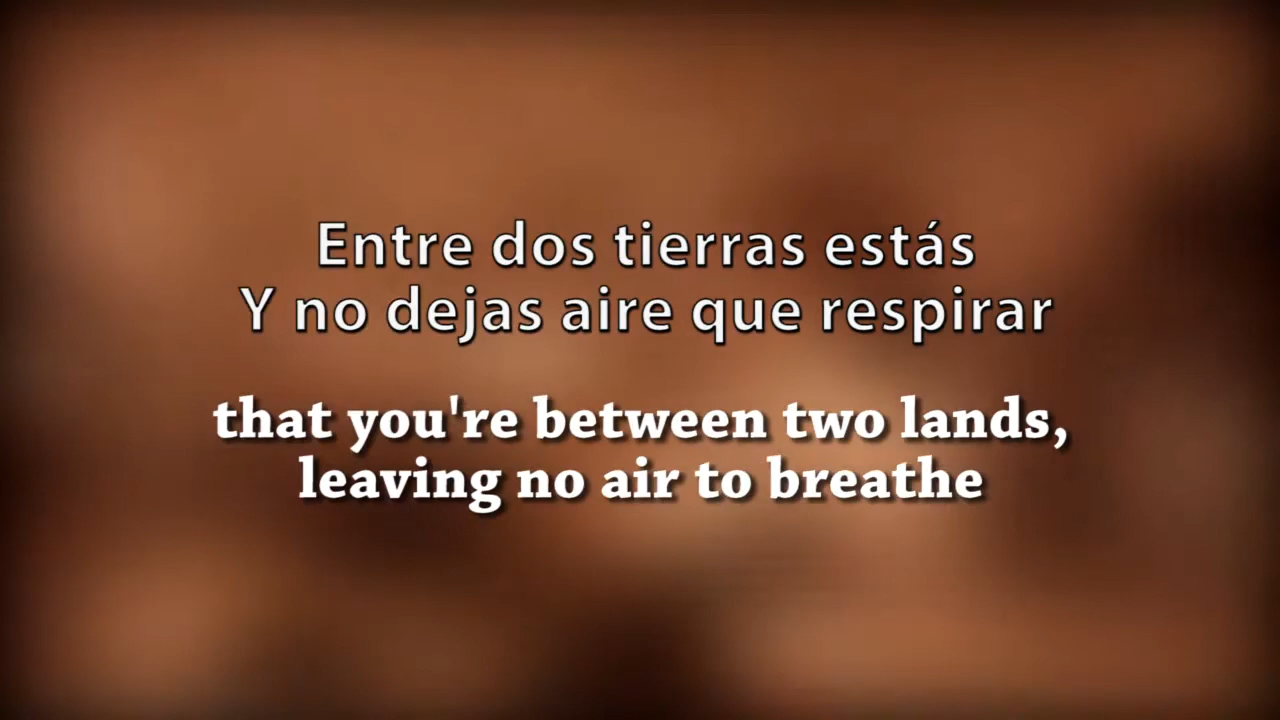 Entre dos tierras estás
Y no dejas aire que respirar
that you're between two lands,
leaving no air to breathe